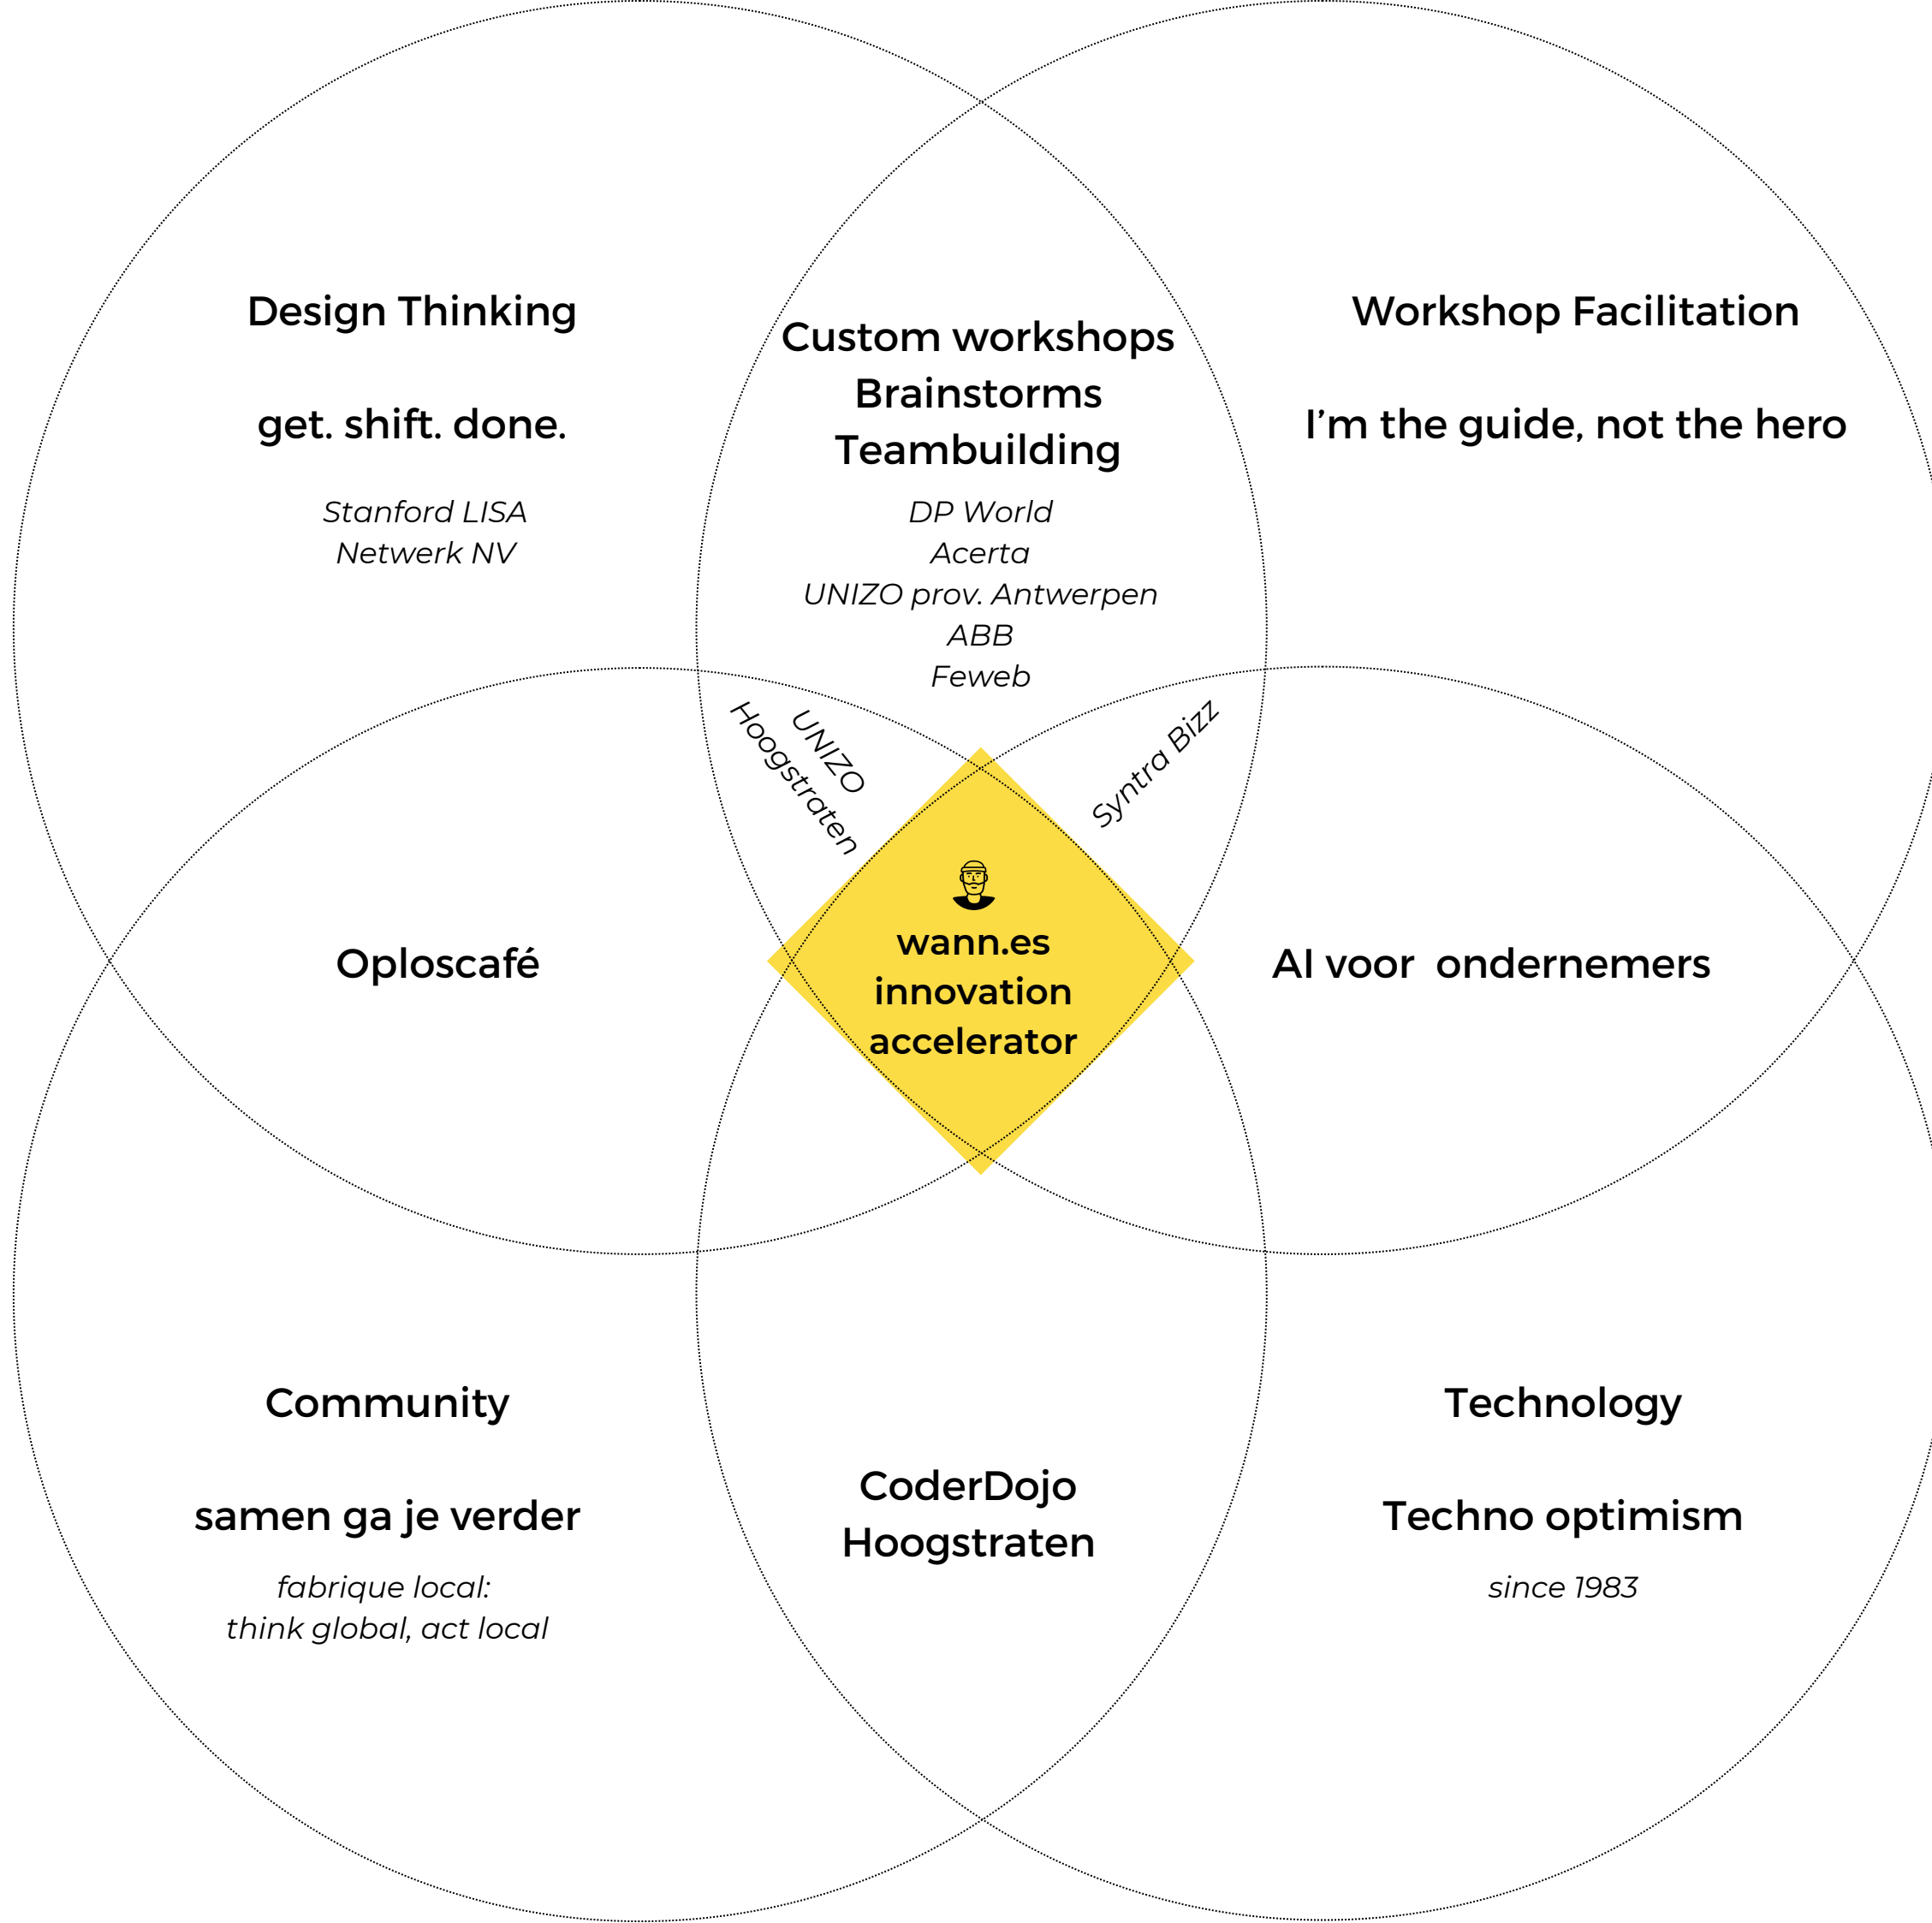 Design Thinking
get. shift. done.
Stanford LISA
Netwerk NV
Custom workshops
Brainstorms
Teambuilding
DP World
Acerta
UNIZO prov. Antwerpen
ABB
Feweb
Workshop Facilitation
I’m the guide, not the hero
UNIZO
Hoogstraten
Syntra Bizz
Oploscafé
wann.es
innovation
accelerator
AI voor  ondernemers
Community
samen ga je verder
fabrique local:
think global, act local
CoderDojo
Hoogstraten
Technology
Techno optimism
since 1983